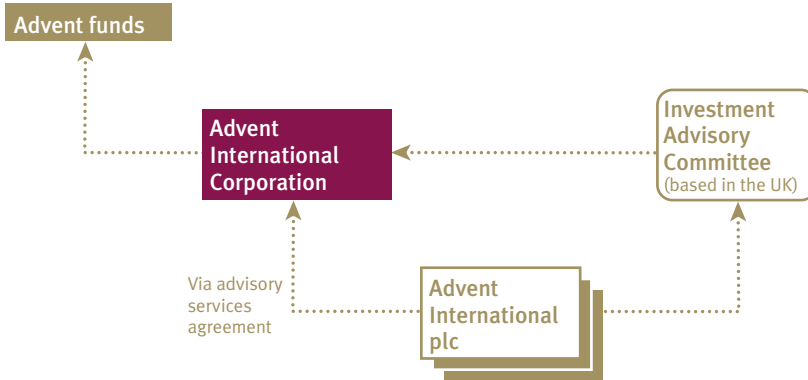 Advent funds
Advent
International
Corporation
Investment
Advisory
Committee
(based in the UK)
Via advisory
services
agreement
Advent
International
plc